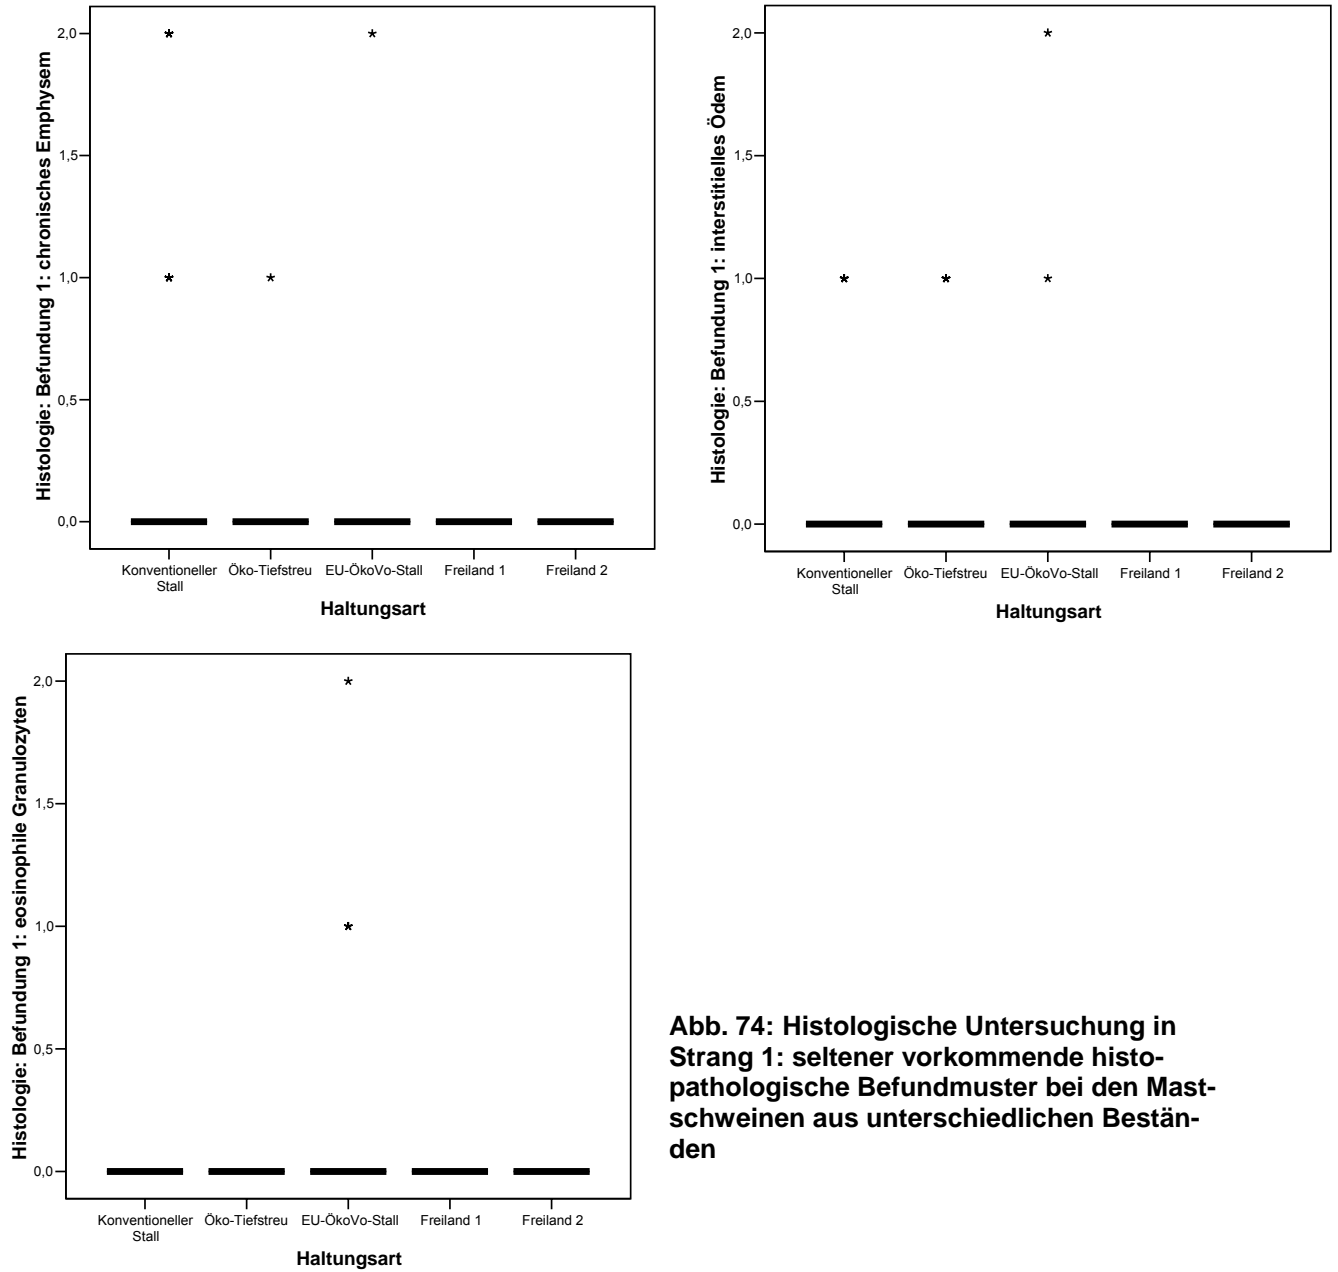 Histologie: Befundung 1: chronisches Emphysem
2,0
1,5
1,0
0,5
0,0
Konventioneller Stall
Öko-Tiefstreu
EU-ÖkoVo-Stall
Freiland 1
Freiland 2
Haltungsart
Histologie: Befundung 1: interstitielles Ödem
2,0
1,5
1,0
0,5
0,0
Konventioneller Stall
Öko-Tiefstreu
EU-ÖkoVo-Stall
Freiland 1
Freiland 2
Haltungsart
Histologie: Befundung 1: eosinophile Granulozyten
2,0
1,5
1,0
0,5
0,0
Konventioneller Stall
Öko-Tiefstreu
EU-ÖkoVo-Stall
Freiland 1
Freiland 2
Haltungsart
Abb. 74: Histologische Untersuchung in
Strang 1: seltener vorkommende histo-
pathologische Befundmuster bei den Mast-
schweinen aus unterschiedlichen Bestän-
den